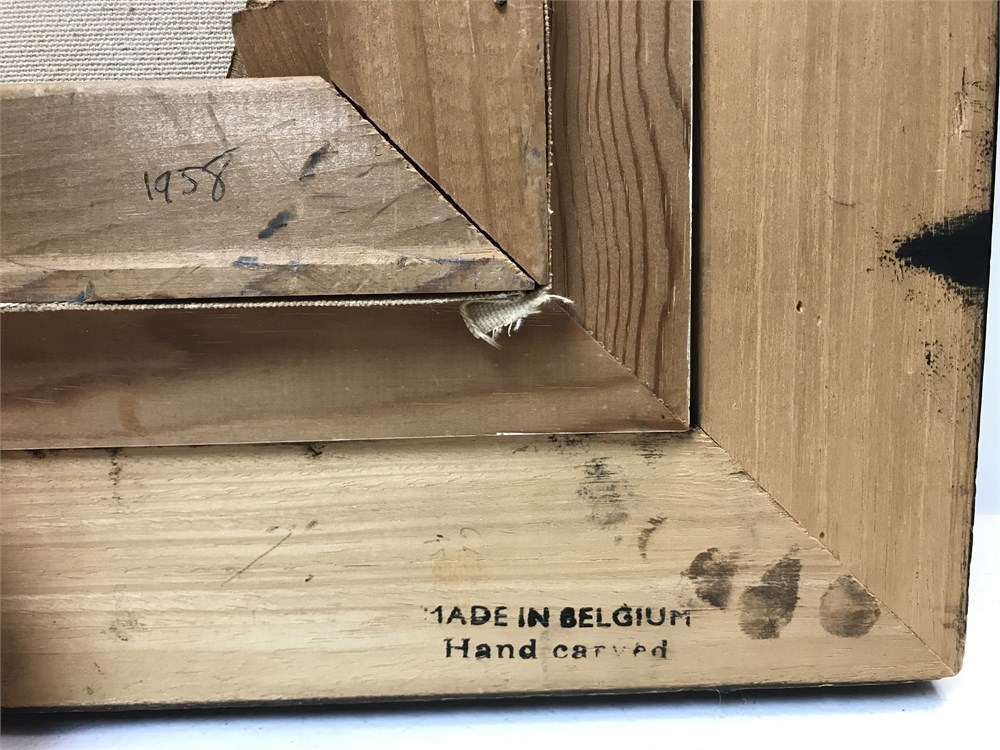 1958
MADE IN BELGIUM
Hand carved